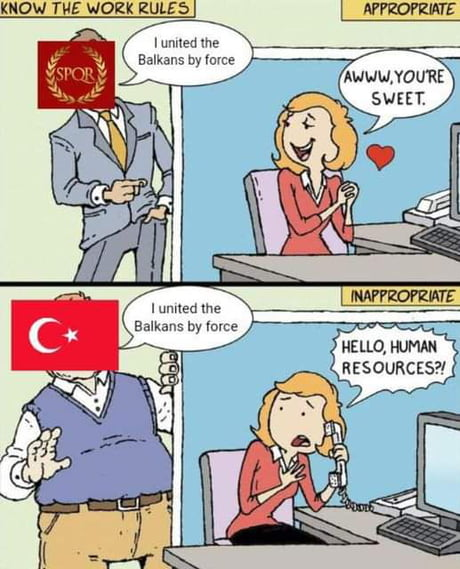 KNOW THE WORK RULES
APPROPRIATE
SPQR
I united the
Balkans by force
AWWW,YOU'RE
SWEET.
INAPPROPRIATE
I united the
Balkans by force
HELLO, HUMAN
RESOURCES?!